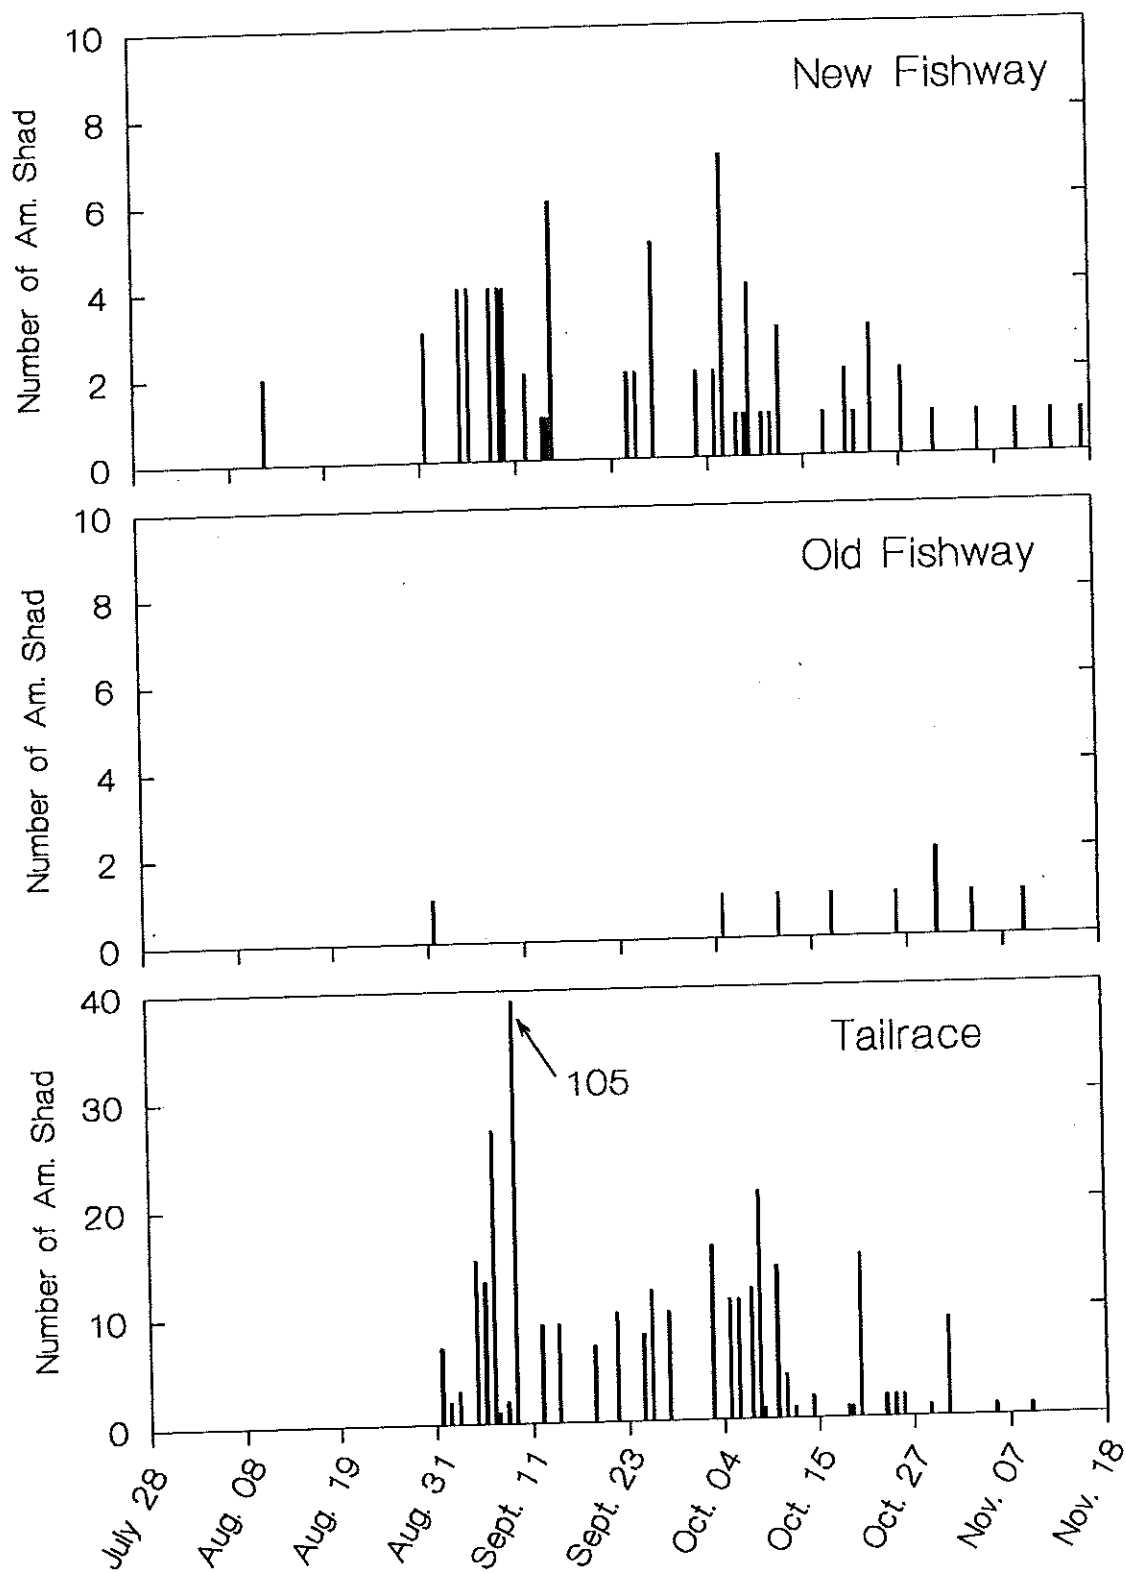 New Fishway
Number of Am. Shad
10
8
6
4
2
0
Old Fishway
Number of Am. Shad
10
8
6
4
2
0
Tailrace
105
Number of Am. Shad
40
30
20
10
0
July 28
Aug. 08
Aug. 19
Aug. 31
Sept. 11
Sept. 23
Oct. 04
Oct. 15
Oct. 27
Nov. 07
Nov. 18